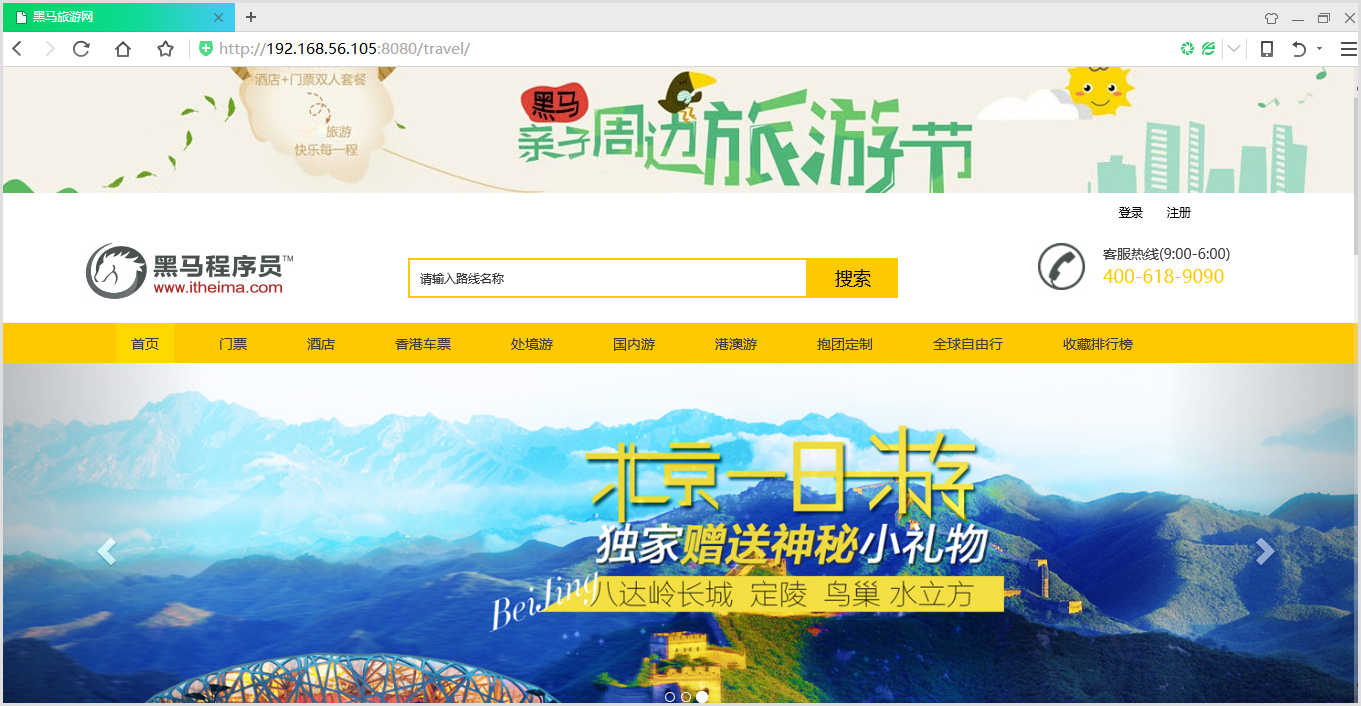 黑马旅游网
http://192.168.56.105:8080/travel/
酒店+门票双人套餐
旅游
快乐每一程
黑马
亲子周边旅游节
登录 注册
黑马程序员™
www.itheima.com
请输入路线名称
搜索
客服热线(9:00-6:00)
400-618-9090
首页 门票 酒店 香港车票 处境游 国内游 港澳游 抱团定制 全球自由行 收藏排行榜
北京一日游
独家赠送神秘小礼物
BeiJing
八达岭长城 定陵 鸟巢 水立方